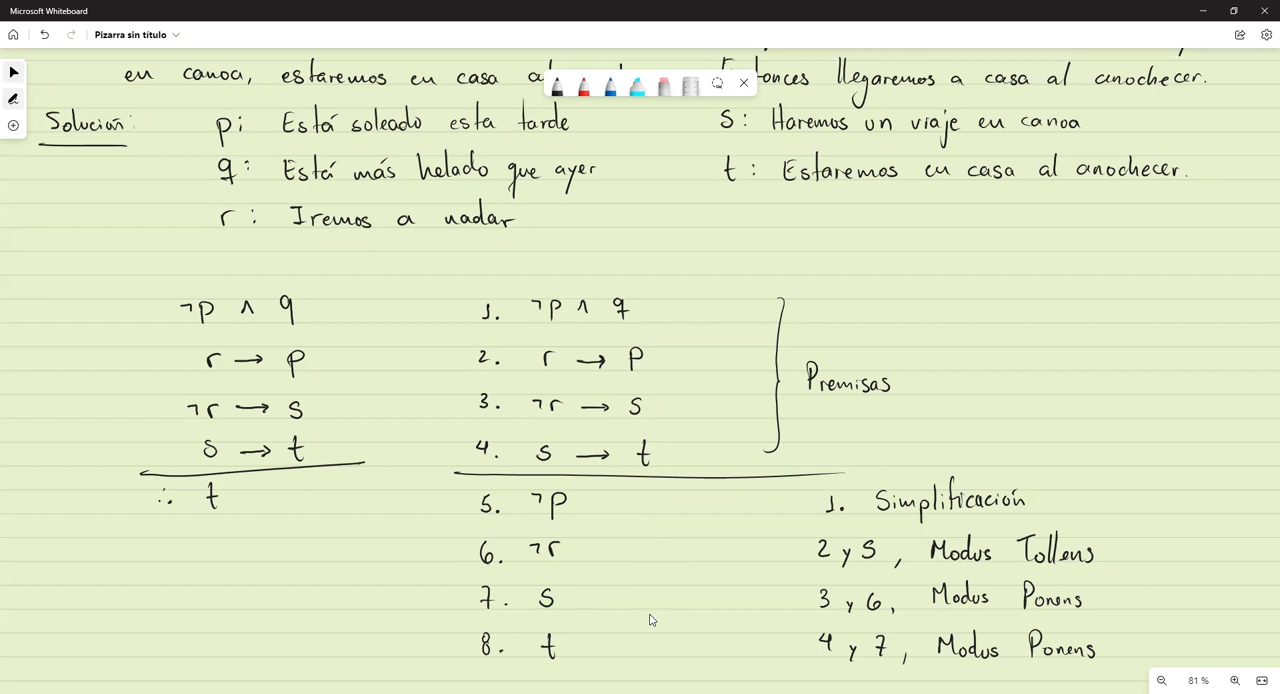 Microsoft Whiteboard
Pizarra sin título
en canoa, estaremos en casa
llegaremos a casa al anochecer.
Solución:
p: Está soleado esta tarde
s: Haremos un viaje en canoa
q: Está más helado que ayer
t: Estaremos en casa al anochecer.
r: Iremos a nadar
¬p ∧ q
r → p
¬r → s
s → t
∴ t
1. ¬p ∧ q
2. r → p
3. ¬r → s
4. s → t
Premisas
5. ¬p 1. Simplificación
6. ¬r 2 y 5, Modus Tollens
7. s 3 y 6, Modus Ponens
8. t 4 y 7, Modus Ponens
81 %